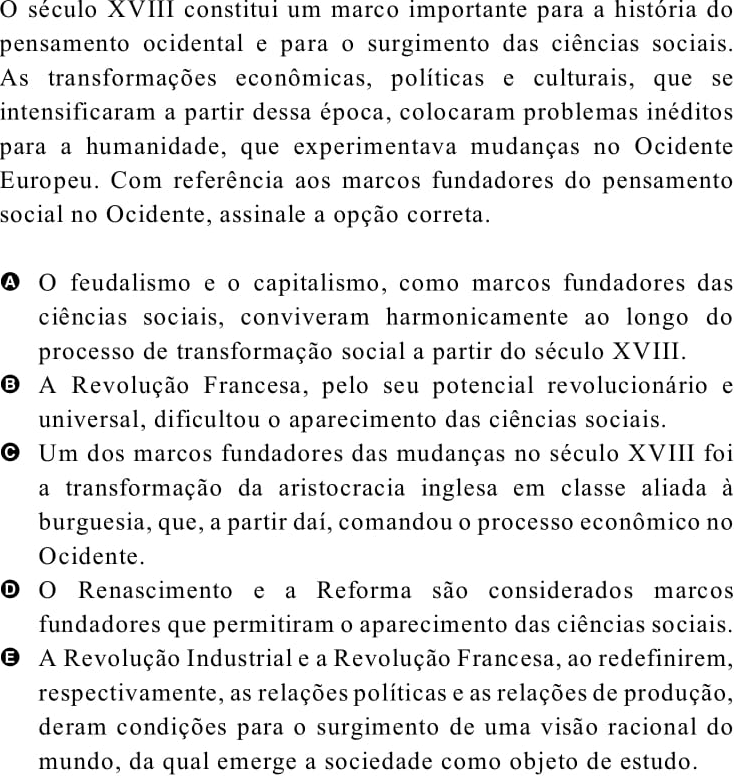 O século XVIII constitui um marco importante para a história do
pensamento ocidental e para o surgimento das ciências sociais.
As transformações econômicas, políticas e culturais, que se
intensificaram a partir dessa época, colocaram problemas inéditos
para a humanidade, que experimentava mudanças no Ocidente
Europeu. Com referência aos marcos fundadores do pensamento
social no Ocidente, assinale a opção correta.
A O feudalismo e o capitalismo, como marcos fundadores das
ciências sociais, conviveram harmonicamente ao longo do
processo de transformação social a partir do século XVIII.
B A Revolução Francesa, pelo seu potencial revolucionário e
universal, dificultou o aparecimento das ciências sociais.
C Um dos marcos fundadores das mudanças no século XVIII foi
a transformação da aristocracia inglesa em classe aliada à
burguesia, que, a partir daí, comandou o processo econômico no
Ocidente.
D O Renascimento e a Reforma são considerados marcos
fundadores que permitiram o aparecimento das ciências sociais.
E A Revolução Industrial e a Revolução Francesa, ao redefinirem,
respectivamente, as relações políticas e as relações de produção,
deram condições para o surgimento de uma visão racional do
mundo, da qual emerge a sociedade como objeto de estudo.